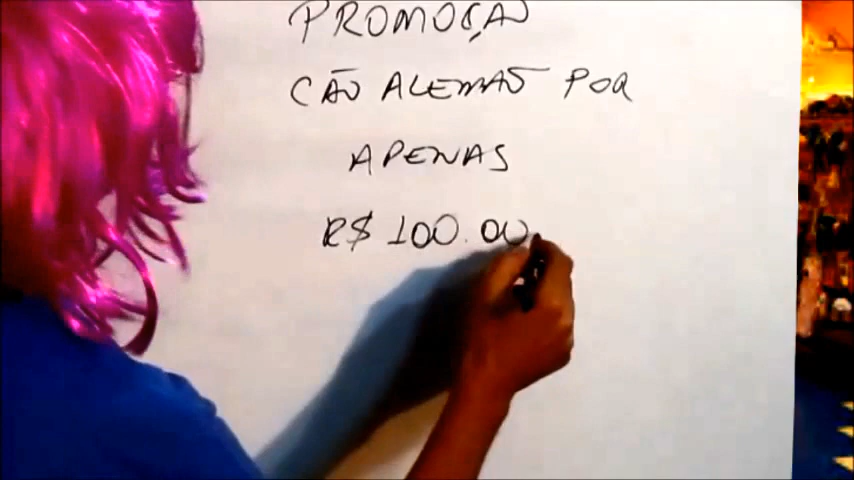 PROMOÇÃO
CÃO ALEMÃO POR
APENAS
R$ 100.00